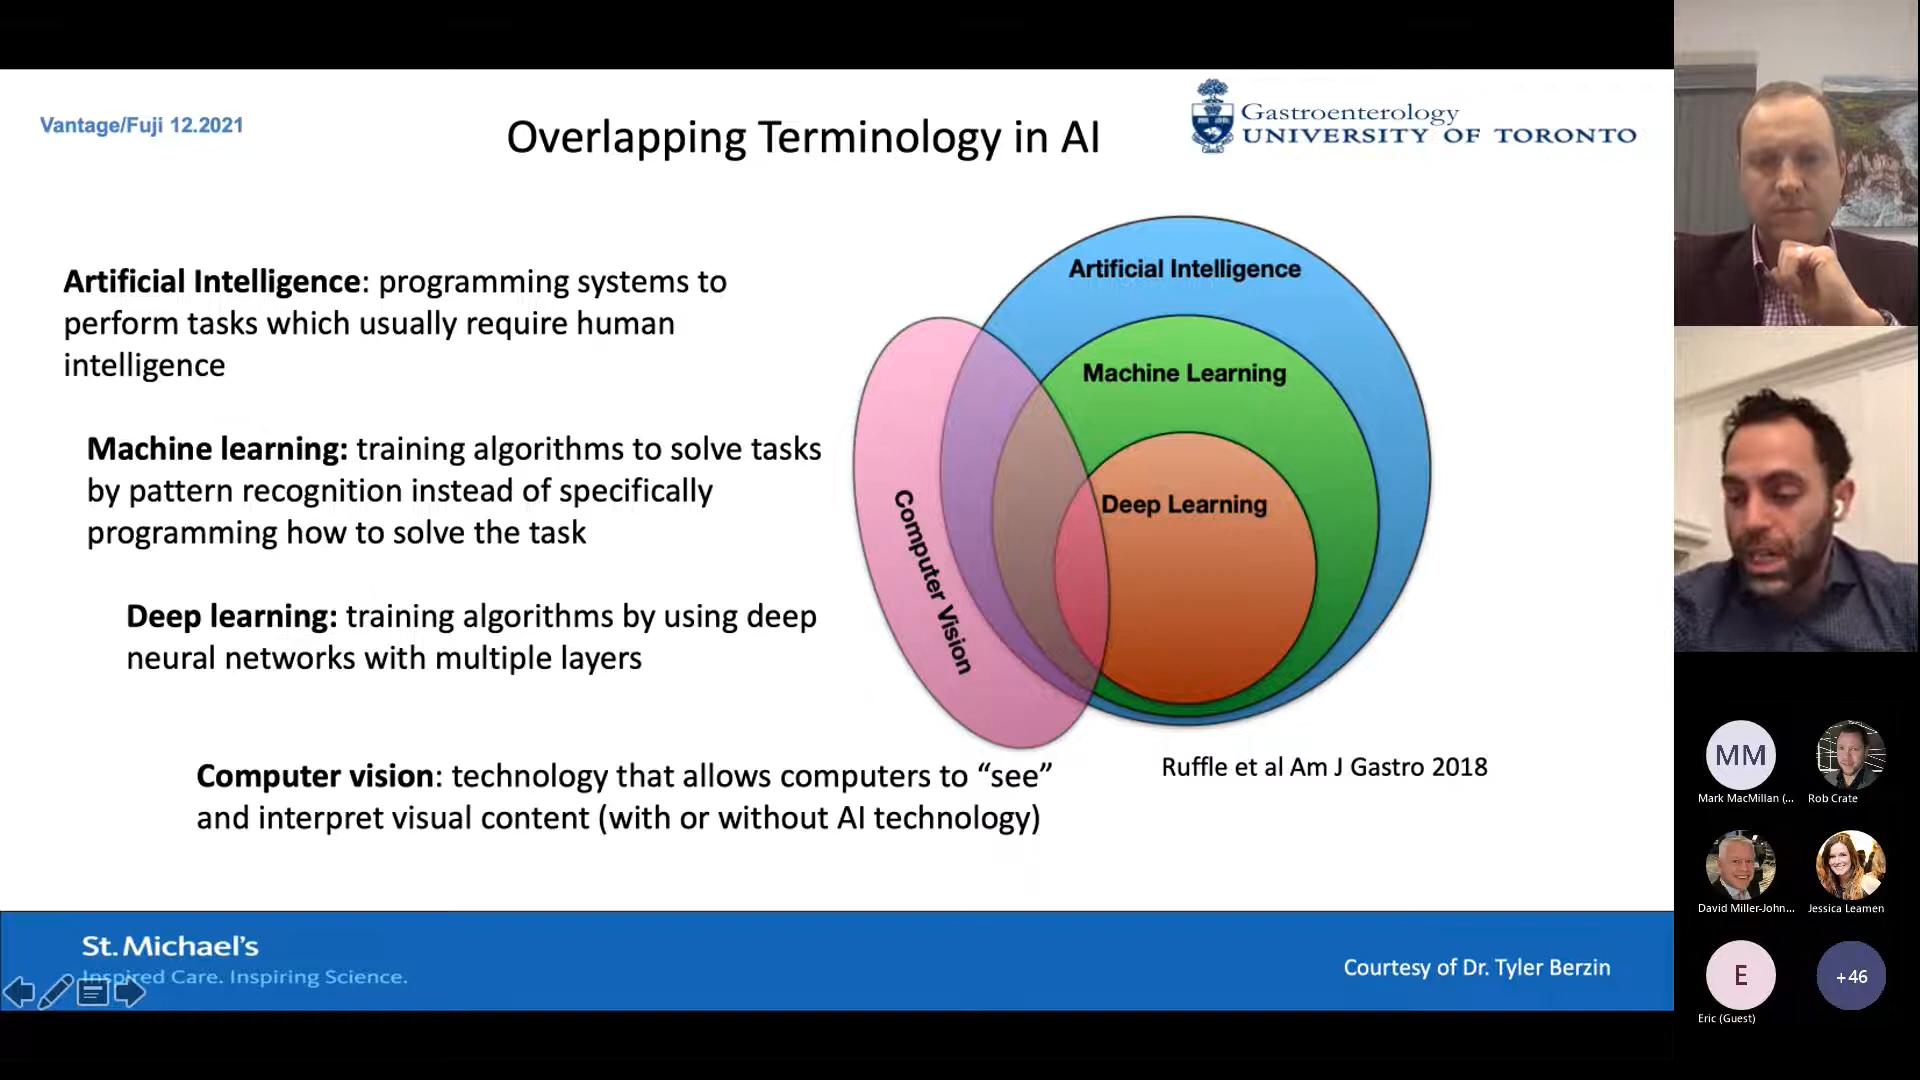 Vantage/Fuji 12.2021
Overlapping Terminology in AI
Gastroenterology
UNIVERSITY OF TORONTO
Artificial Intelligence: programming systems to
perform tasks which usually require human
intelligence
Machine learning: training algorithms to solve tasks
by pattern recognition instead of specifically
programming how to solve the task
Deep learning: training algorithms by using deep
neural networks with multiple layers
Computer vision: technology that allows computers to “see”
and interpret visual content (with or without AI technology)
Artificial Intelligence
Machine Learning
Deep Learning
Computer Vision
Ruffle et al Am J Gastro 2018
St. Michael's
Inspired Care. Inspiring Science.
Courtesy of Dr. Tyler Berzin
MM
Mark MacMillan (...
Rob Crate
David Miller-John...
Jessica Leamen
E
Eric (Guest)
+46